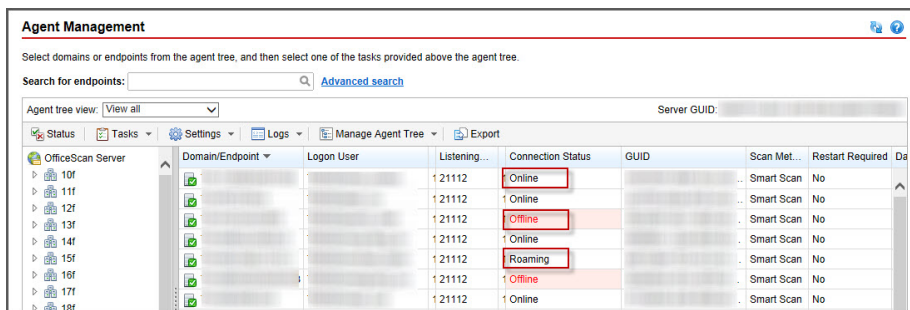 Agent Management
Select domains or endpoints from the agent tree, and then select one of the tasks provided above the agent tree.
Search for endpoints: Advanced search
Agent tree view: View all Server GUID:
Status Tasks Settings Logs Manage Agent Tree Export
OfficeScan Server Domain/Endpoint Logon User Listening... Connection Status GUID Scan Met... Restart Required Da
10f 21112 Online Smart Scan No
11f 21112 Online Smart Scan No
12f
13f 21112 Offline Smart Scan No
14f 21112 Online Smart Scan No
15f 21112 Roaming Smart Scan No
16f 21112 Offline Smart Scan No
17f 21112 Online Smart Scan No
18f